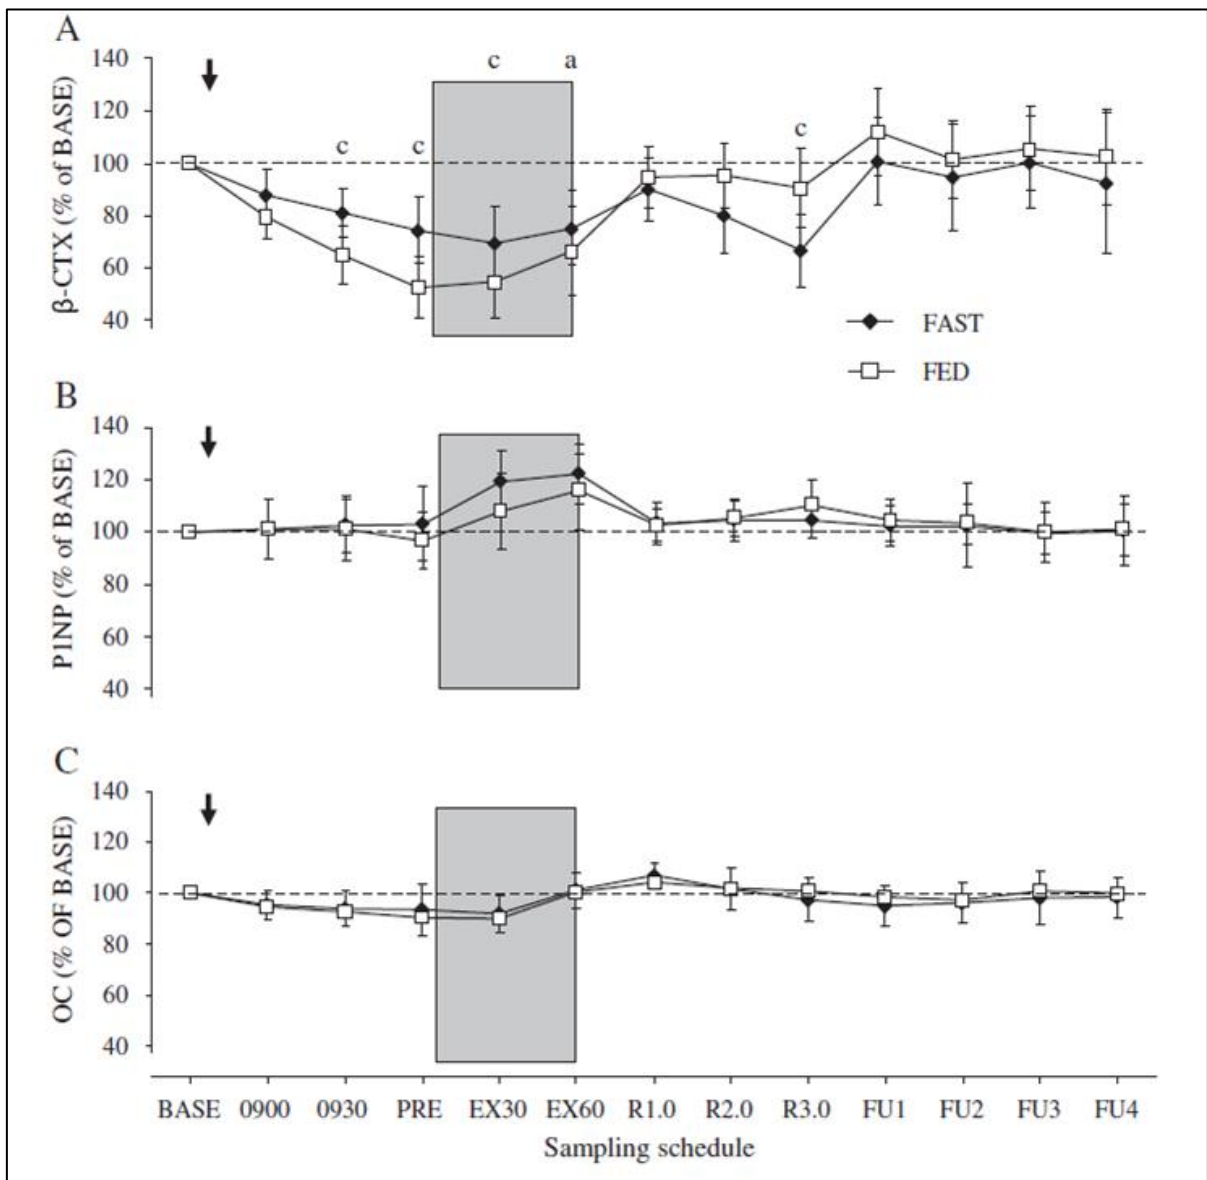 A
β-CTX (% of BASE)
140
120
100
80
60
40
c
c
c
a
c
FAST
FED
B
P1NP (% of BASE)
140
120
100
80
60
40
C
OC (% OF BASE)
140
120
100
80
60
40
BASE 0900 0930 PRE EX30 EX60 R1.0 R2.0 R3.0 FU1 FU2 FU3 FU4
Sampling schedule